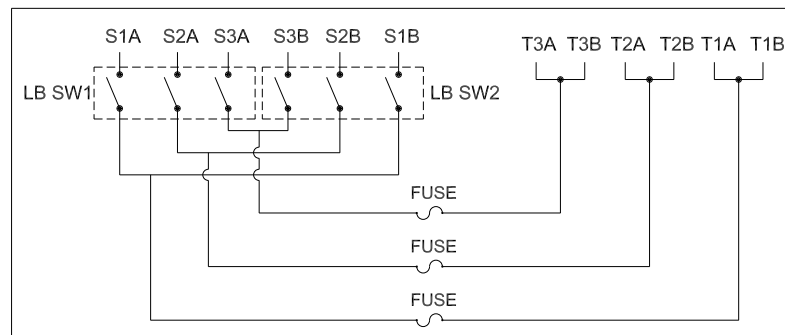 S1A S2A S3A S3B S2B S1B
T3A T3B T2A T2B T1A T1B
LB SW1
LB SW2
FUSE
FUSE
FUSE